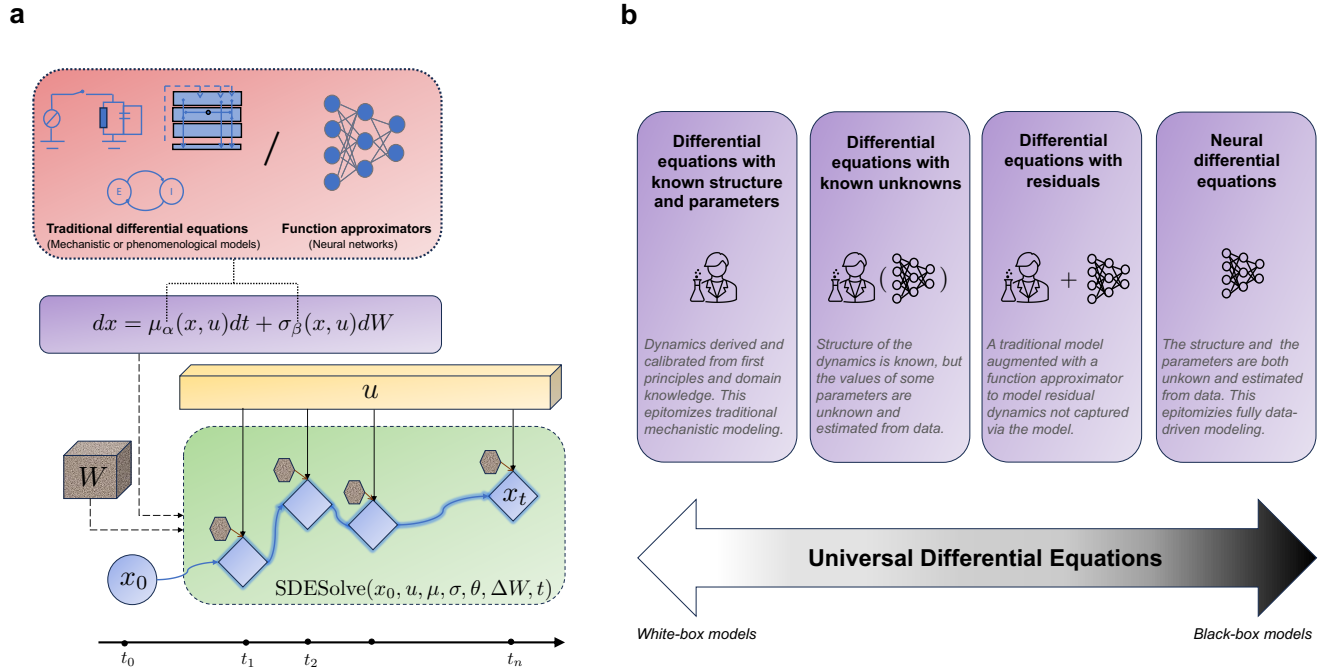 a
E
I
/
Traditional differential equations
(Mechanistic or phenomenological models)
Function approximators
(Neural networks)
dx = μ_α(x, u)dt + σ_β(x, u)dW
u
W
x_t
x_0
SDESolve(x_0, u, μ, σ, θ, ΔW, t)
t_0
t_1
t_2
t_n
b
Differential
equations with
known structure
and parameters
Dynamics derived and
calibrated from first
principles and domain
knowledge. This
epitomizes traditional
mechanistic modeling.
Differential
equations with
known unknowns
( )
Structure of the
dynamics is known, but
the values of some
parameters are
unknown and
estimated from data.
Differential
equations with
residuals
+
A traditional model
augmented with a
function approximator
to model residual
dynamics not captured
via the model.
Neural
differential
equations
The structure and the
parameters are both
unkown and estimated
from data. This
epitomizies fully data-
driven modeling.
Universal Differential Equations
White-box models
Black-box models